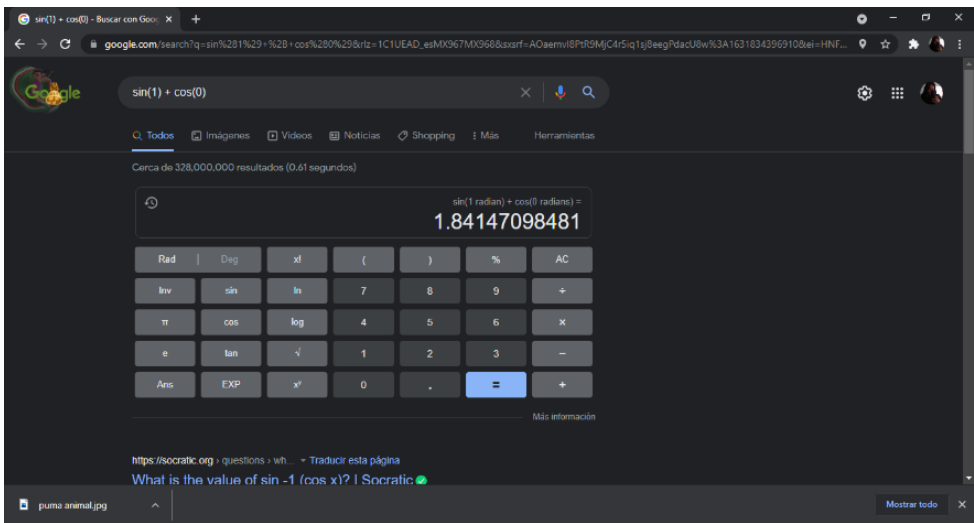 sin(1) + cos(0) - Buscar con Goog
google.com/search?q=sin%281%29+%2B+cos%280%29&rlz=1C1UEAD_esMX967MX968&sxsrf=AOaemvI8PtR9MjC4rSiq1sj8eegPdacU8w%3A1631834396910&ei=HNF...
Google
sin(1) + cos(0)
Todos Imágenes Videos Noticias Shopping Más Herramientas
Cerca de 328,000,000 resultados (0.61 segundos)
sin(1 radian) + cos(0 radians) =
1.84147098481
Rad | Deg x! ( ) % AC
Inv sin ln 7 8 9 ÷
π cos log 4 5 6 ×
e tan √ 1 2 3 −
Ans EXP xʸ 0 . = +
Más información
https://socratic.org › questions › wh... Traducir esta página
What is the value of sin -1 (cos x)? | Socratic
puma animal.jpg
Mostrar todo